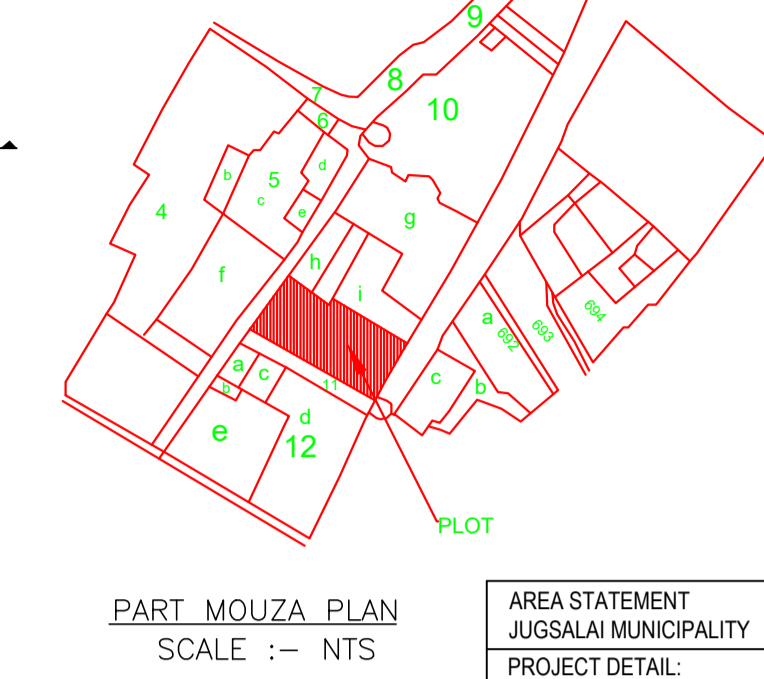 9
8
7
10
6
d
b
5
c
4
e
g
f
h
i
a
692
693
694
a
c
b
11
c
b
d
e
12
PLOT
PART MOUZA PLAN
SCALE :- NTS
AREA STATEMENT
JUGSALAI MUNICIPALITY
PROJECT DETAIL: